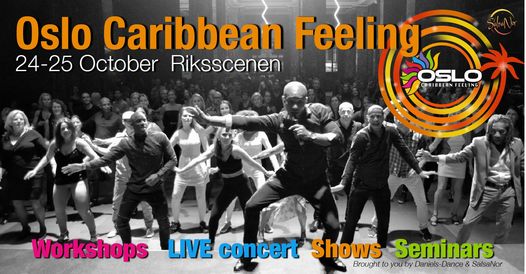 Oslo Caribbean Feeling
24-25 October Riksscenen
SalsaNor
OSLO
CARIBBEAN FEELING
Workshops LIVE concert Shows Seminars
Brought to you by Daniels-Dance & SalsaNor